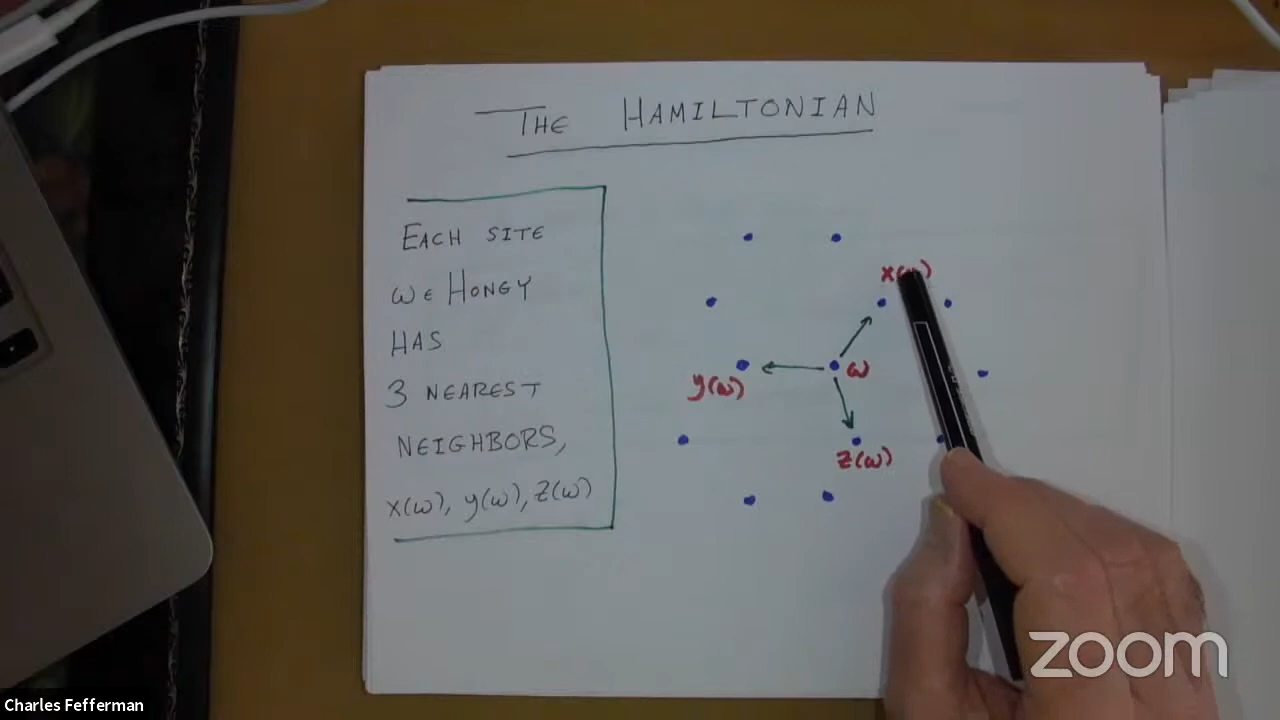 THE HAMILTONIAN
EACH SITE
ω ∈ HONEY
HAS
3 NEAREST
NEIGHBORS,
x(ω), y(ω), z(ω)
ω
y(ω)
z(ω)
zoom
Charles Fefferman